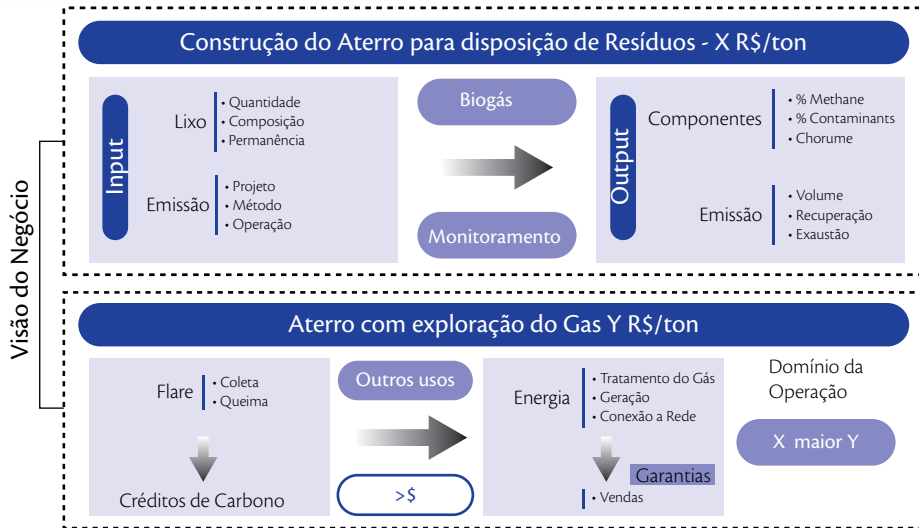 Visão do Negócio
Construção do Aterro para disposição de Resíduos - X R$/ton
Input
Lixo
• Quantidade
• Composição
• Permanência
Emissão
• Projeto
• Método
• Operação
Biogás
Monitoramento
Output
Componentes
• % Methane
• % Contaminants
• Chorume
Emissão
• Volume
• Recuperação
• Exaustão
Aterro com exploração do Gas Y R$/ton
Flare
• Coleta
• Queima
Créditos de Carbono
Outros usos
>$
Energia
• Tratamento do Gás
• Geração
• Conexão a Rede
Garantias
• Vendas
Domínio da
Operação
X maior Y